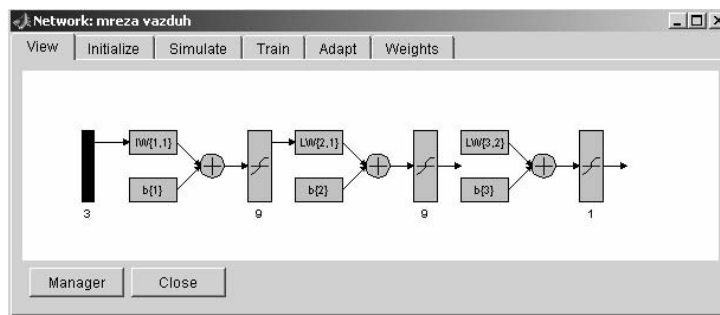 Network: mreza vazduh
View Initialize Simulate Train Adapt Weights
IW{1,1} LW{2,1} LW{3,2}
b{1} b{2} b{3}
3 9 9 1
Manager Close